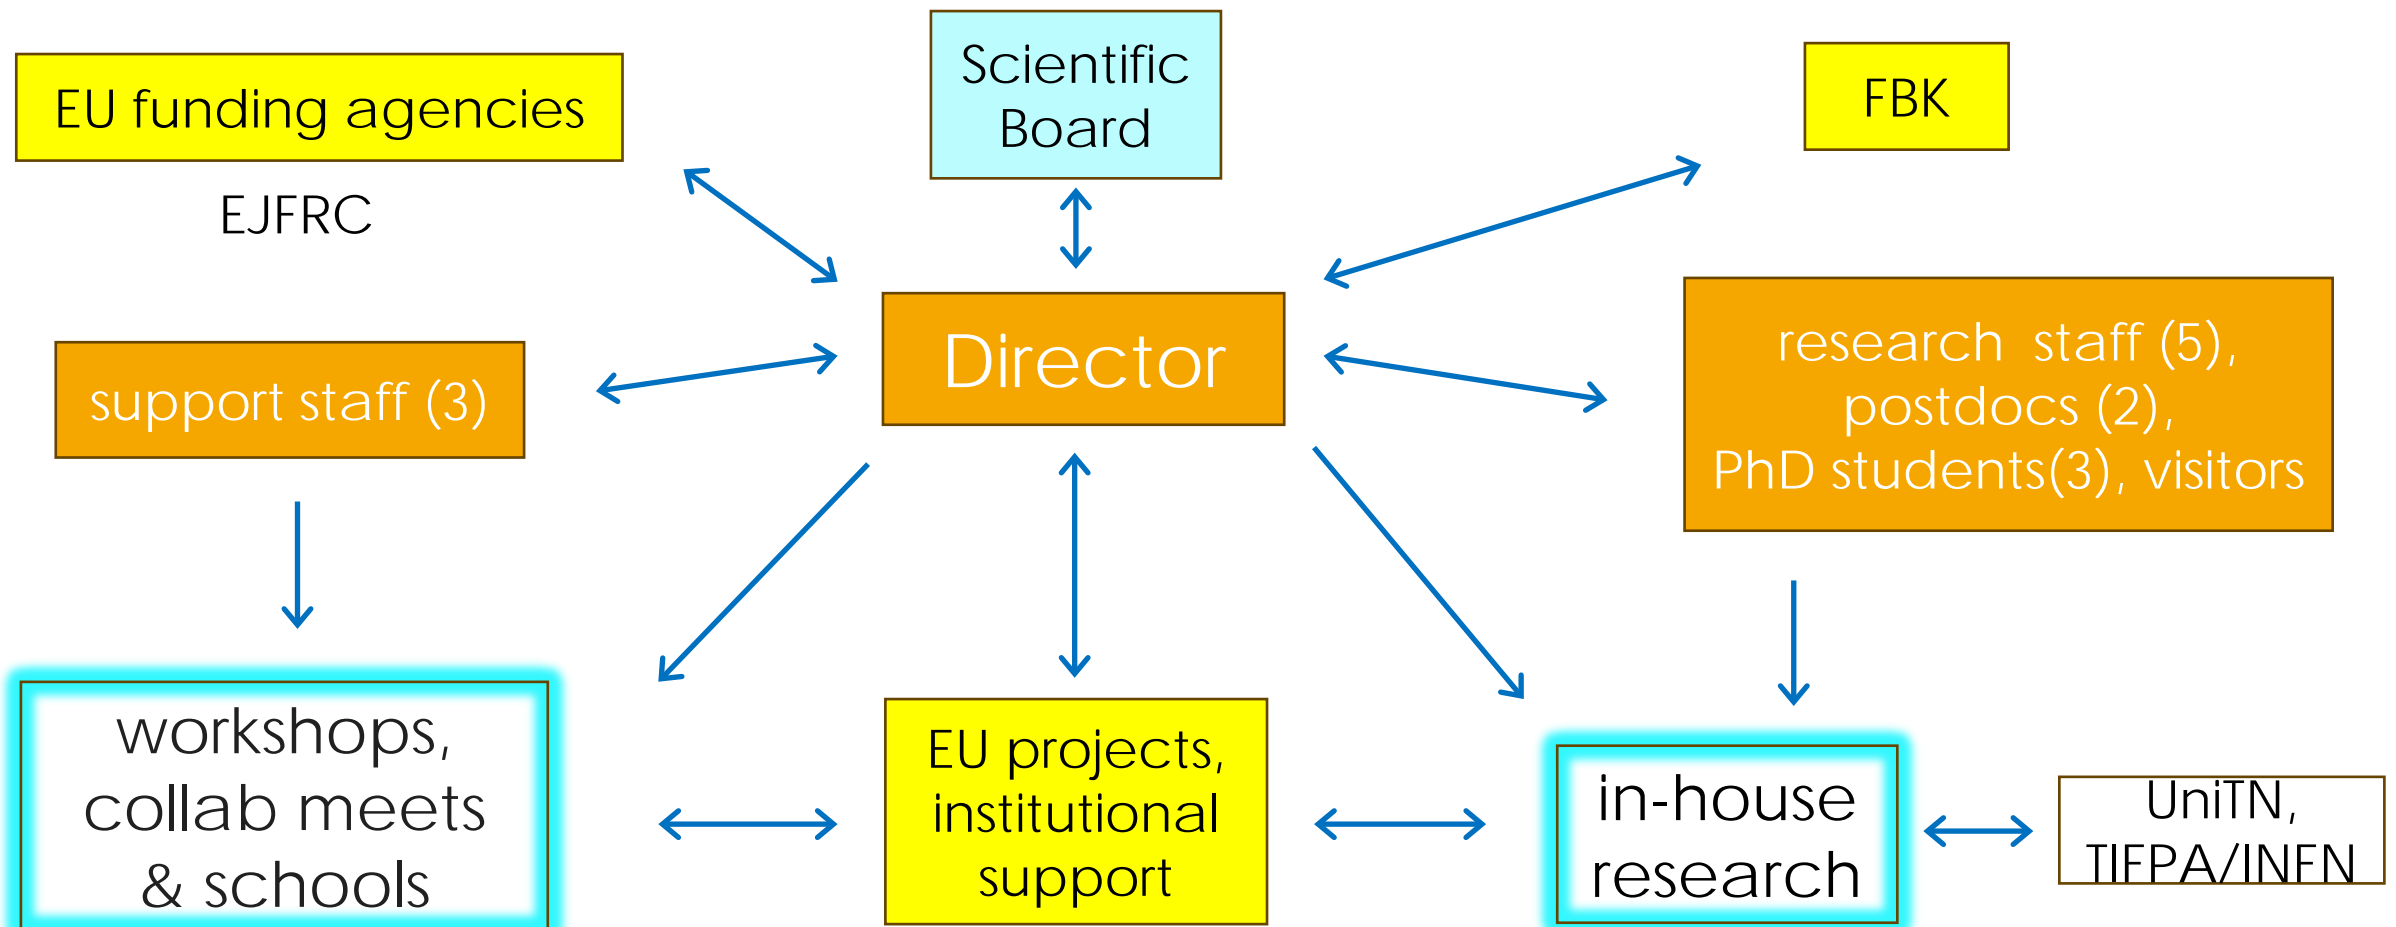 EU funding agencies
EJFRC
Scientific
Board
FBK
support staff (3)
Director
research  staff (5),
postdocs (2),
PhD students(3), visitors
workshops,
collab meets
& schools
EU projects,
institutional
support
in-house
research
UniTN,
TIFPA/INFN